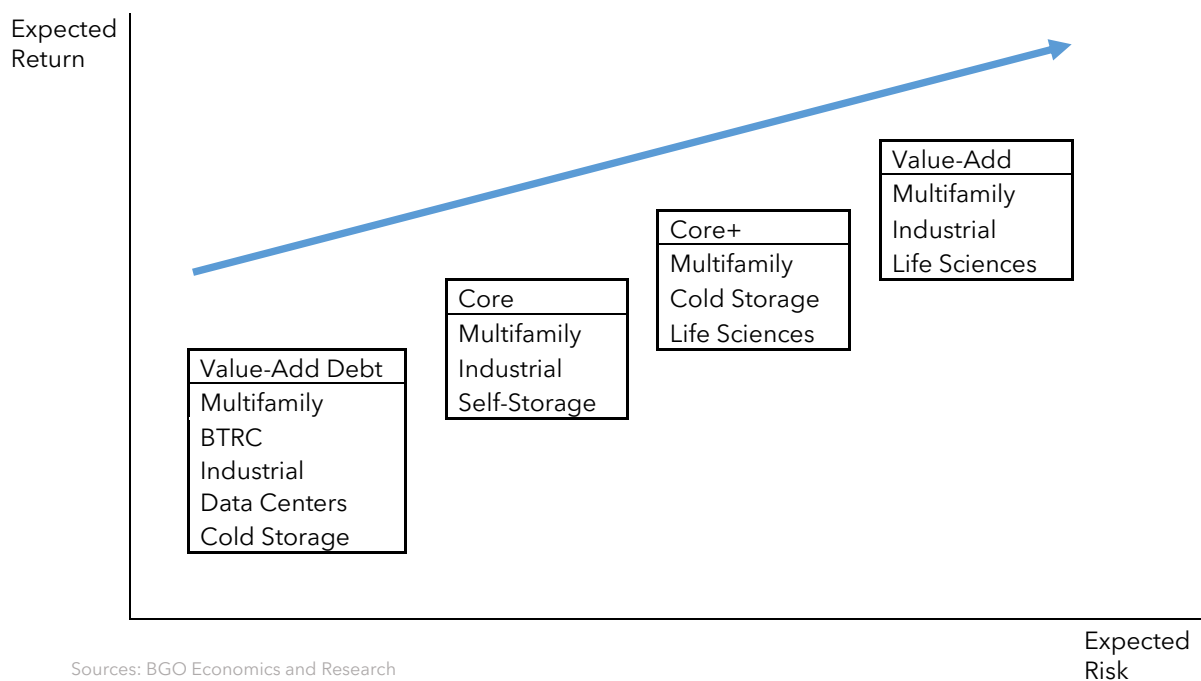 Expected
Return
Value-Add
Multifamily
Industrial
Life Sciences
Core+
Multifamily
Cold Storage
Life Sciences
Core
Multifamily
Industrial
Self-Storage
Value-Add Debt
Multifamily
BTRC
Industrial
Data Centers
Cold Storage
Expected
Risk
Sources: BGO Economics and Research